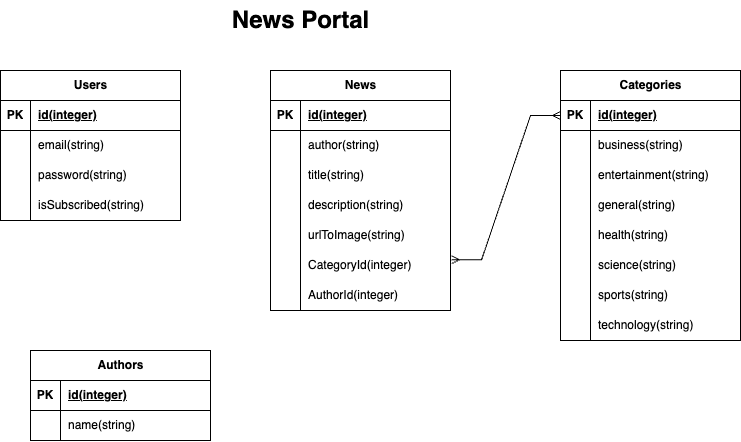 News Portal
Users
PK id(integer)
email(string)
password(string)
isSubscribed(string)
News
PK id(integer)
author(string)
title(string)
description(string)
urlToImage(string)
CategoryId(integer)
AuthorId(integer)
Categories
PK id(integer)
business(string)
entertainment(string)
general(string)
health(string)
science(string)
sports(string)
technology(string)
Authors
PK id(integer)
name(string)